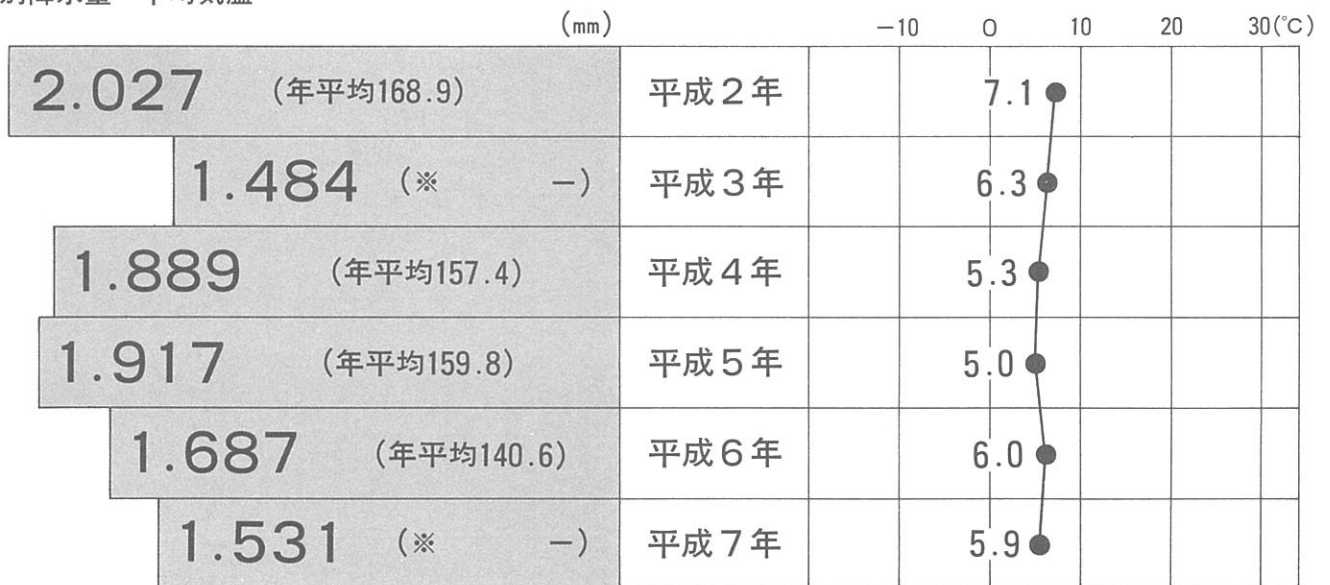 (mm) −10 0 10 20 30(℃)
2.027 (年平均168.9) 平成2年 7.1
1.484 (※ −) 平成3年 6.3
1.889 (年平均157.4) 平成4年 5.3
1.917 (年平均159.8) 平成5年 5.0
1.687 (年平均140.6) 平成6年 6.0
1.531 (※ −) 平成7年 5.9